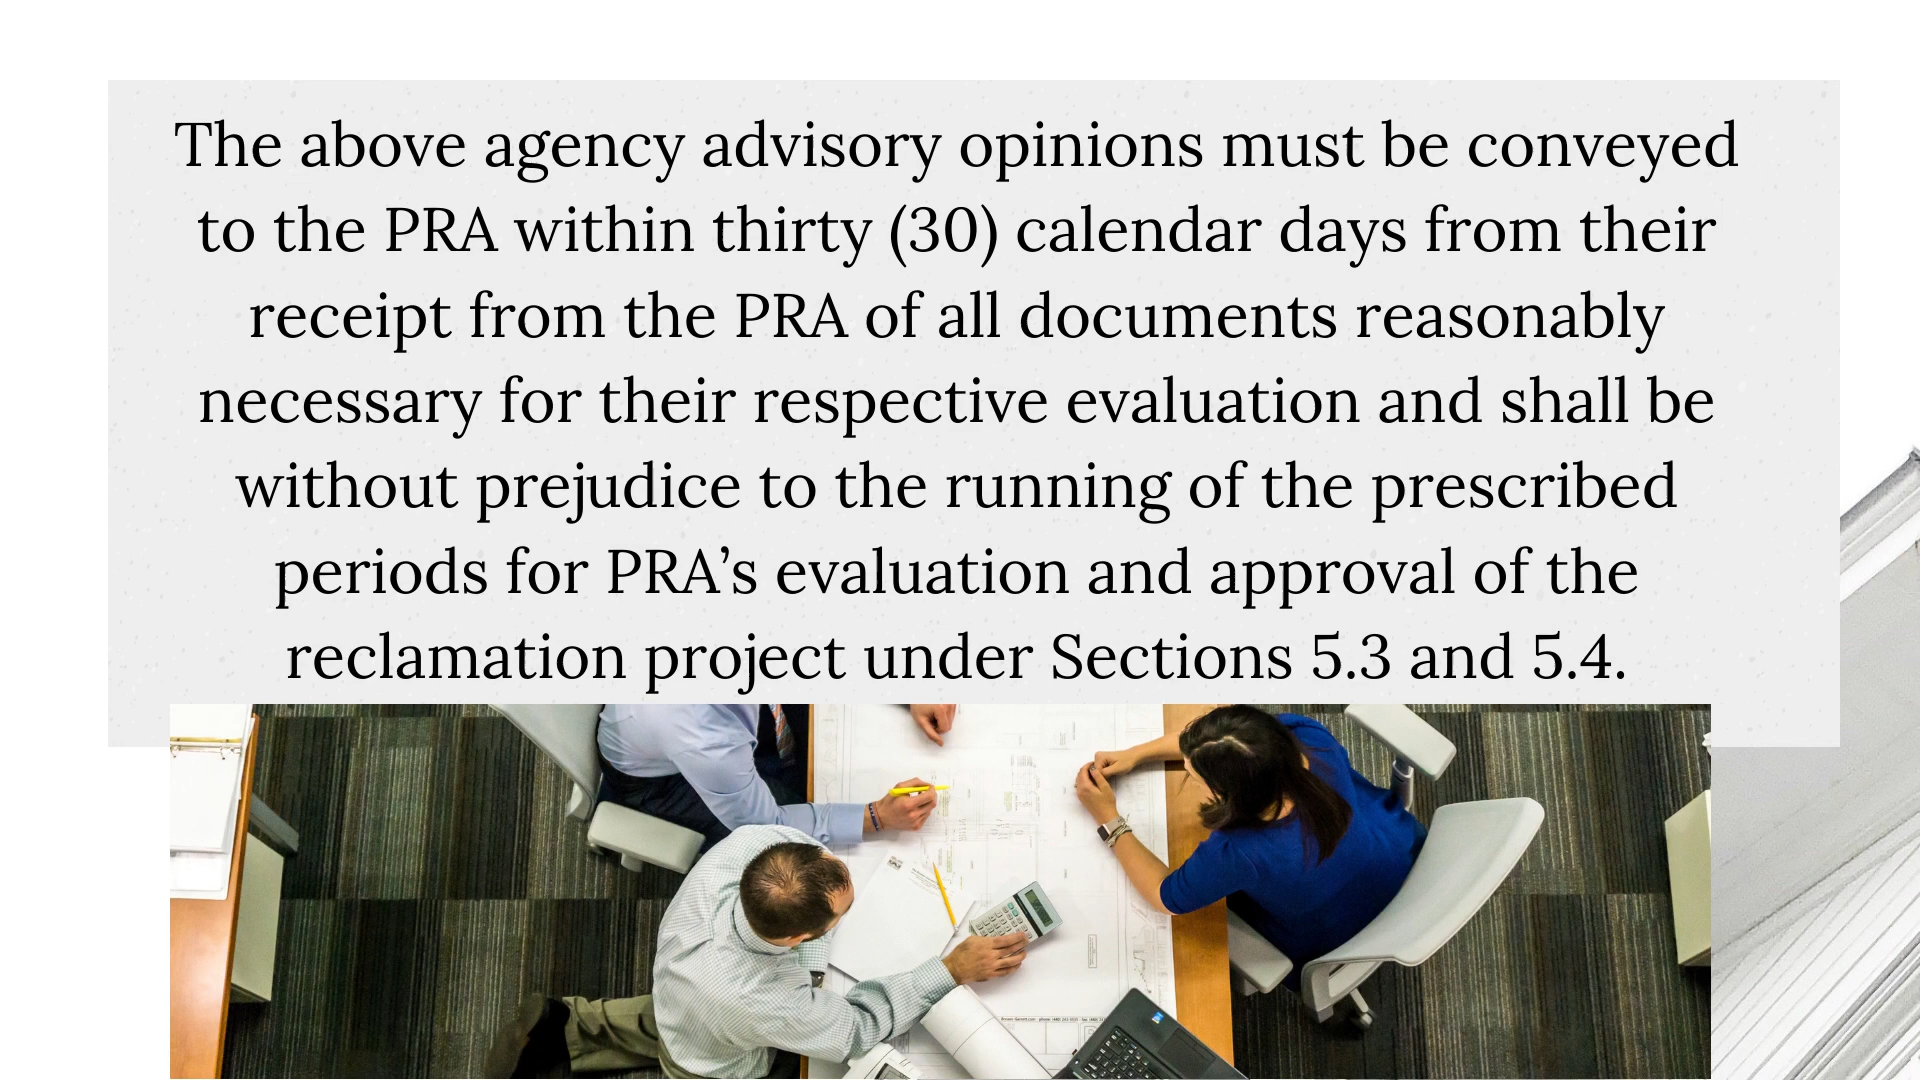 The above agency advisory opinions must be conveyed
to the PRA within thirty (30) calendar days from their
receipt from the PRA of all documents reasonably
necessary for their respective evaluation and shall be
without prejudice to the running of the prescribed
periods for PRA’s evaluation and approval of the
reclamation project under Sections 5.3 and 5.4.